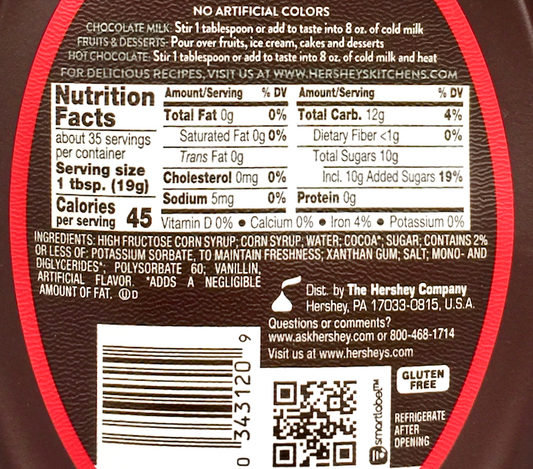 NO ARTIFICIAL COLORS
CHOCOLATE MILK: Stir 1 tablespoon or add to taste into 8 oz. of cold milk
FRUITS & DESSERTS: Pour over fruits, ice cream, cakes and desserts
HOT CHOCOLATE: Stir 1 tablespoon or add to taste into 8 oz. of cold milk and heat
FOR DELICIOUS RECIPES, VISIT US AT WWW.HERSHEYSKITCHENS.COM
Nutrition
Facts
about 35 servings
per container
Serving size
1 tbsp. (19g)
Calories
per serving 45
Amount/Serving % DV
Total Fat 0g 0%
Saturated Fat 0g 0%
Trans Fat 0g
Cholesterol 0mg 0%
Sodium 5mg 0%
Amount/Serving % DV
Total Carb. 12g 4%
Dietary Fiber <1g 0%
Total Sugars 10g
Incl. 10g Added Sugars 19%
Protein 0g
Vitamin D 0% • Calcium 0% • Iron 4% • Potassium 0%
INGREDIENTS: HIGH FRUCTOSE CORN SYRUP; CORN SYRUP; WATER; COCOA*; SUGAR; CONTAINS 2%
OR LESS OF: POTASSIUM SORBATE, TO MAINTAIN FRESHNESS; XANTHAN GUM; SALT; MONO- AND
DIGLYCERIDES*; POLYSORBATE 60; VANILLIN,
ARTIFICIAL FLAVOR. *ADDS A NEGLIGIBLE
AMOUNT OF FAT. Ⓤ D
Dist. by The Hershey Company
Hershey, PA 17033-0815, U.S.A.
Questions or comments?
www.askhershey.com or 800-468-1714
Visit us at www.hersheys.com
0 343120 9
smartlabel™
GLUTEN
FREE
REFRIGERATE
AFTER
OPENING